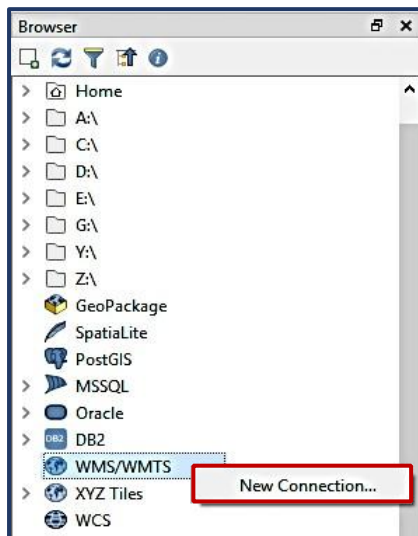 Browser
Home
A:\
C:\
D:\
E:\
G:\
Y:\
Z:\
GeoPackage
SpatiaLite
PostGIS
MSSQL
Oracle
DB2 DB2
WMS/WMTS
New Connection...
XYZ Tiles
WCS